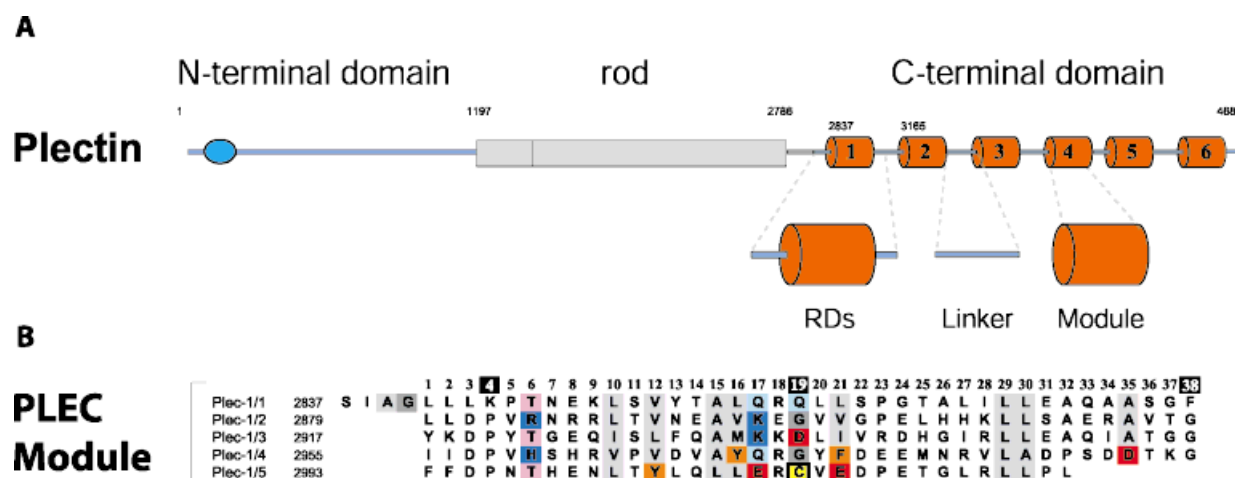 A
N-terminal domain rod C-terminal domain
1 1197 2786 2837 3165 468
Plectin 1 2 3 4 5 6
RDs Linker Module
B
PLEC Module
1 2 3 4 5 6 7 8 9 10 11 12 13 14 15 16 17 18 19 20 21 22 23 24 25 26 27 28 29 30 31 32 33 34 35 36 37 38
Plec-1/1 2837 S I A G L L L K P T N E K L S V Y T A L Q R Q L L S P G T A L I L L E A Q A A S G F
Plec-1/2 2879 L L D P V R N R R L T V N E A V K E G V V G P E L H H K L L S A E R A V T G
Plec-1/3 2917 Y K D P Y T G E Q I S L F Q A M K K D L I V R D H G I R L L E A Q I A T G G
Plec-1/4 2955 I I D P V H S H R V P V D V A Y Q R G Y F D E E M N R V L A D P S D D T K G
Plec-1/5 2993 F F D P N T H E N L T Y L Q L L E R C V E D P E T G L R L L P L